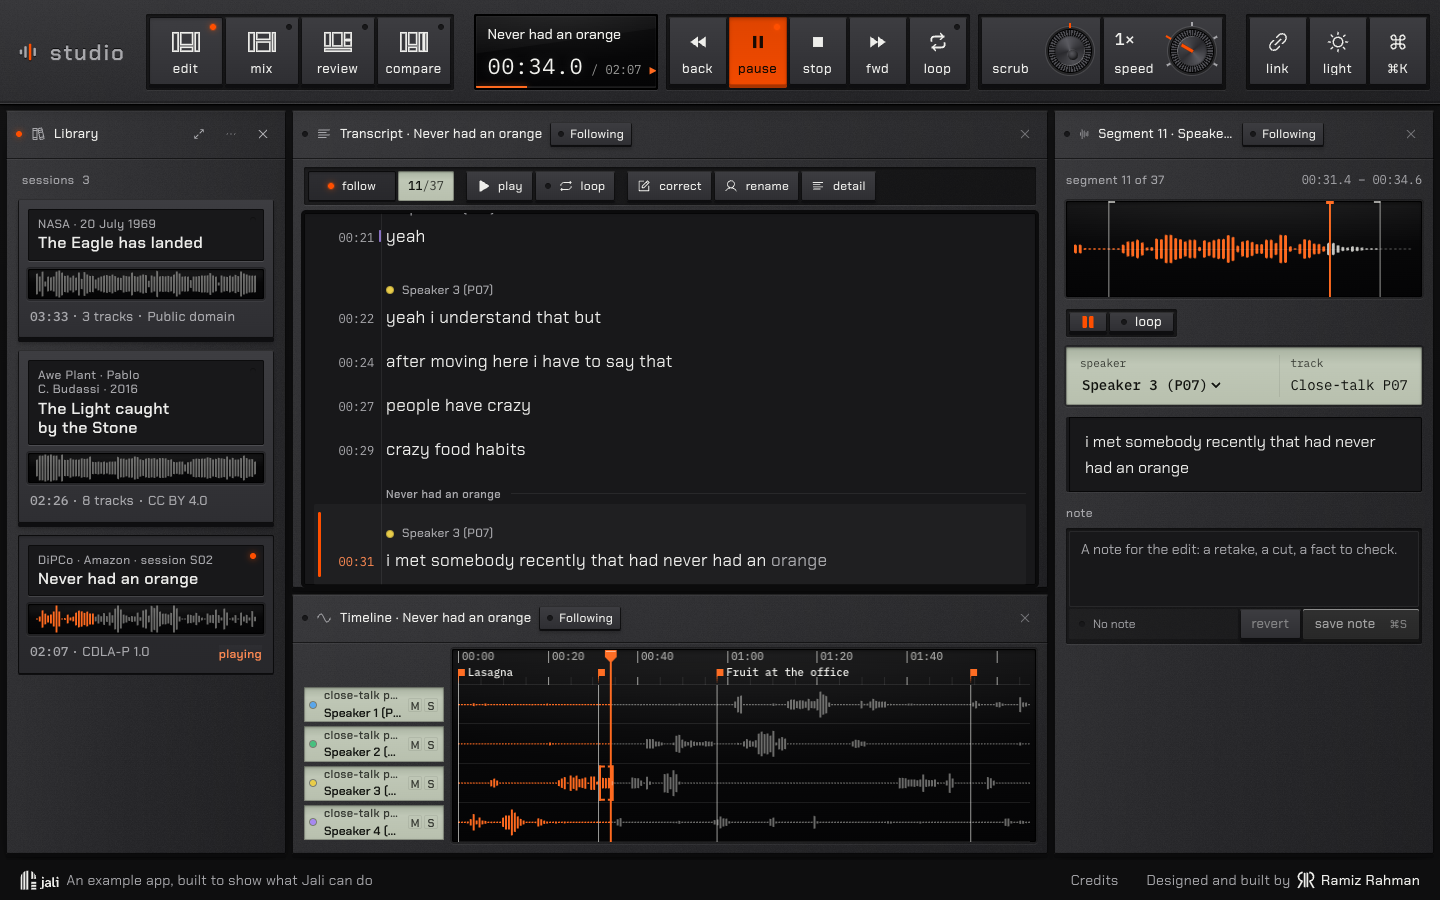 studio
edit
mix
review
compare
Never had an orange
00:34.0 / 02:07
back
pause
stop
fwd
loop
scrub
1×
speed
link
light
⌘K
Library
sessions 3
NASA · 20 July 1969
The Eagle has landed
03:33 · 3 tracks · Public domain
Awe Plant · Pablo
C. Budassi · 2016
The Light caught
by the Stone
02:26 · 8 tracks · CC BY 4.0
DiPCo · Amazon · session S02
Never had an orange
02:07 · CDLA-P 1.0
playing
Transcript · Never had an orange
Following
follow
11/37
play
loop
correct
rename
detail
00:21 yeah
Speaker 3 (P07)
00:22 yeah i understand that but
00:24 after moving here i have to say that
00:27 people have crazy
00:29 crazy food habits
Never had an orange
Speaker 3 (P07)
00:31 i met somebody recently that had never had an orange
Timeline · Never had an orange
Following
00:00 00:20 00:40 01:00 01:20 01:40
Lasagna
Fruit at the office
close-talk p...
Speaker 1 (P... M S
close-talk p...
Speaker 2 (... M S
close-talk p...
Speaker 3 (... M S
close-talk p...
Speaker 4 (... M S
Segment 11 · Speake...
Following
segment 11 of 37
00:31.4 – 00:34.6
loop
speaker
Speaker 3 (P07)
track
Close-talk P07
i met somebody recently that had never
had an orange
note
A note for the edit: a retake, a cut, a fact to check.
No note
revert
save note ⌘S
jali An example app, built to show what Jali can do
Credits
Designed and built by Ramiz Rahman